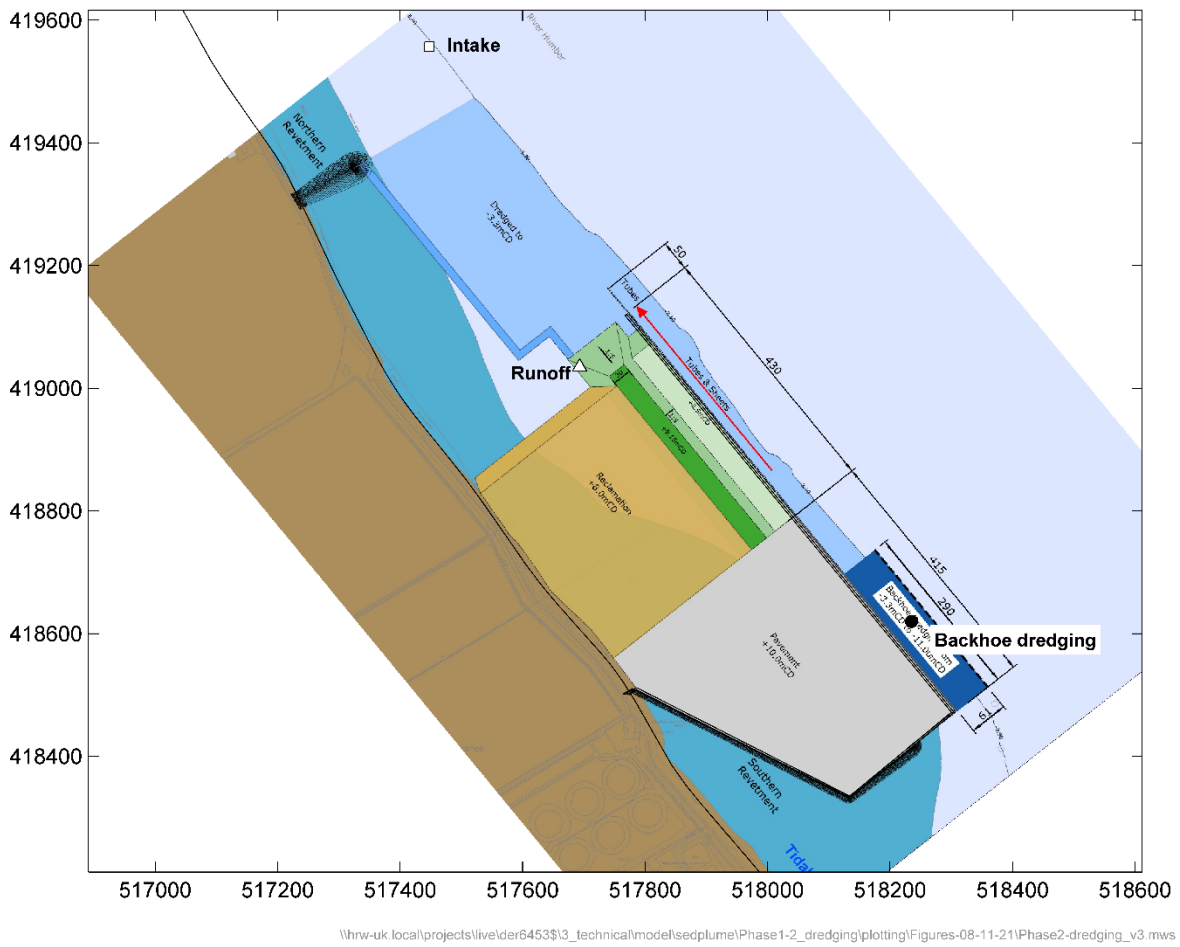 419600
419400
419200
419000
418800
418600
418400
517000
517200
517400
517600
517800
518000
518200
518400
518600
Intake
River Humber
Northern
Revetment
Dredged to
-3.3mCD
50
Tubes
430
Tubes & Sheets
Runoff
Reclamation
+6.0mCD
415
290
Backhoe dredging
-11.0mCD
Pavement
+10.0mCD
61
Southern
Revetment
Tidal
\\hrw-uk.local\projects\live\der6453$\3_technical\model\sedplume\Phase1-2_dredging\plotting\Figures-08-11-21\Phase2-dredging_v3.mws